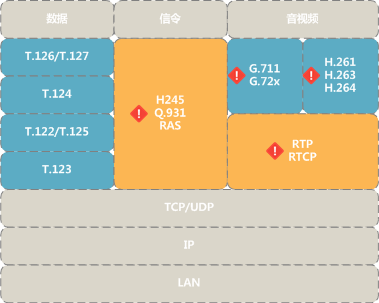 数据
信令
音视频
T.126/T.127
T.124
T.122/T.125
T.123
H245
Q.931
RAS
G.711
G.72x
H.261
H.263
H.264
RTP
RTCP
TCP/UDP
IP
LAN